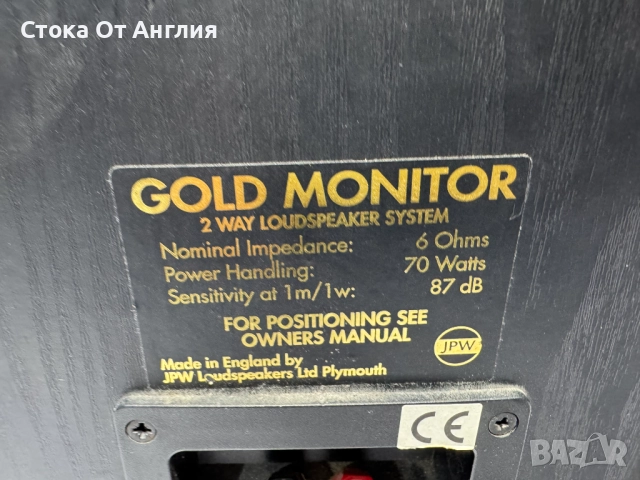 Стока От Англия
GOLD MONITOR
2 WAY LOUDSPEAKER SYSTEM
Nominal Impedance: 6 Ohms
Power Handling: 70 Watts
Sensitivity at 1m/1w: 87 dB
FOR POSITIONING SEE
OWNERS MANUAL
JPW
Made in England by
JPW Loudspeakers Ltd Plymouth
CE
BAZAR